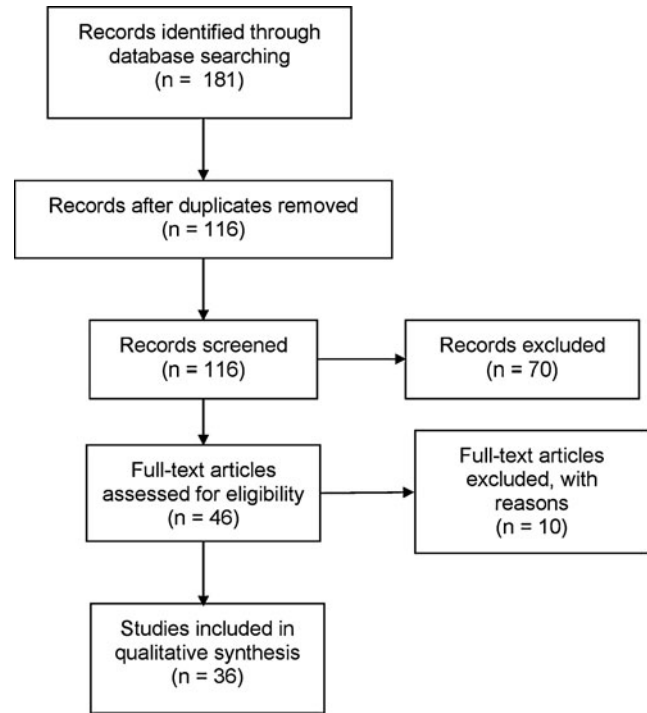 Records identified through
database searching
(n = 181)
Records after duplicates removed
(n = 116)
Records screened
(n = 116)
Records excluded
(n = 70)
Full-text articles
assessed for eligibility
(n = 46)
Full-text articles
excluded, with
reasons
(n = 10)
Studies included in
qualitative synthesis
(n = 36)